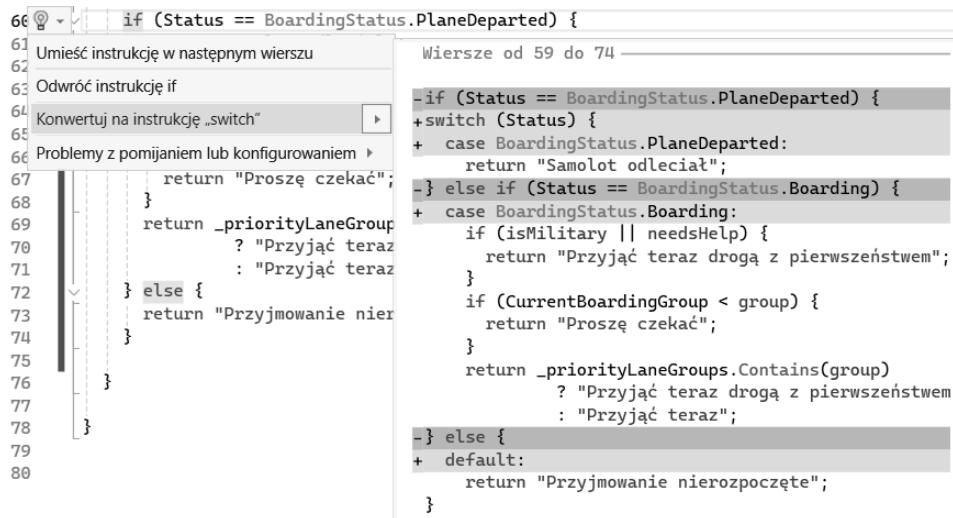 60 if (Status == BoardingStatus.PlaneDeparted) {
61
62
63
64
65
66
67 return "Proszę czekać";
68 }
69 return _priorityLaneGroup
70 ? "Przyjąć teraz
71 : "Przyjąć teraz
72 } else {
73 return "Przyjmowanie nier
74 }
75
76 }
77
78 }
79
80
Umieść instrukcję w następnym wierszu
Odwróć instrukcję if
Konwertuj na instrukcję „switch”
Problemy z pomijaniem lub konfigurowaniem
Wiersze od 59 do 74
-if (Status == BoardingStatus.PlaneDeparted) {
+switch (Status) {
+ case BoardingStatus.PlaneDeparted:
return "Samolot odleciał";
-} else if (Status == BoardingStatus.Boarding) {
+ case BoardingStatus.Boarding:
if (isMilitary || needsHelp) {
return "Przyjąć teraz drogą z pierwszeństwem";
}
if (CurrentBoardingGroup < group) {
return "Proszę czekać";
}
return _priorityLaneGroups.Contains(group)
? "Przyjąć teraz drogą z pierwszeństwem
: "Przyjąć teraz";
-} else {
+ default:
return "Przyjmowanie nierozpoczęte";
}